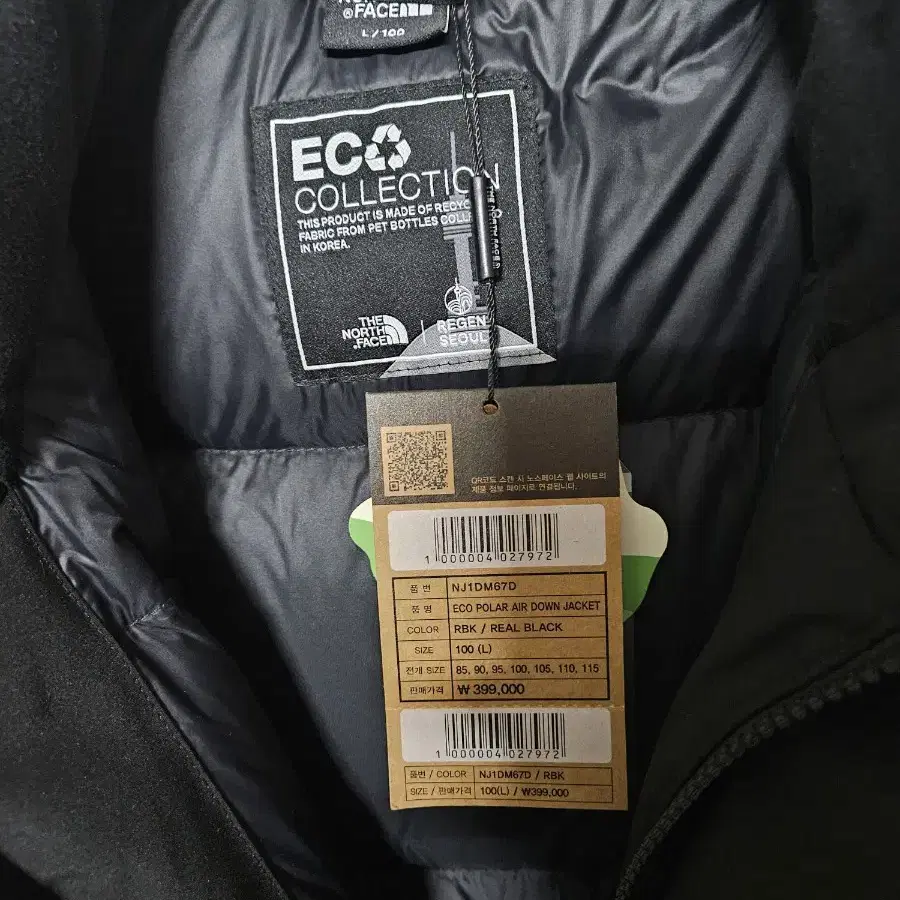 NORTH
FACE
L / 100
ECO
COLLECTION
THIS PRODUCT IS MADE OF
FABRIC FROM PET BOTTLES
IN KOREA.
THE
NORTH
FACE
SEOUL
THE NORTH FACE
QR코드 스캔 시 노스페이스 웹 사이트의
제품 정보 페이지로 연결됩니다.
1 000004 027972
품 번 NJ1DM67D
품 명 ECO POLAR AIR DOWN JACKET
COLOR RBK / REAL BLACK
SIZE 100 (L)
전개 SIZE 85, 90, 95, 100, 105, 110, 115
판매가격 ₩ 399,000
1 000004 027972
품번 / COLOR NJ1DM67D / RBK
SIZE / 판매가격 100(L) / ₩399,000